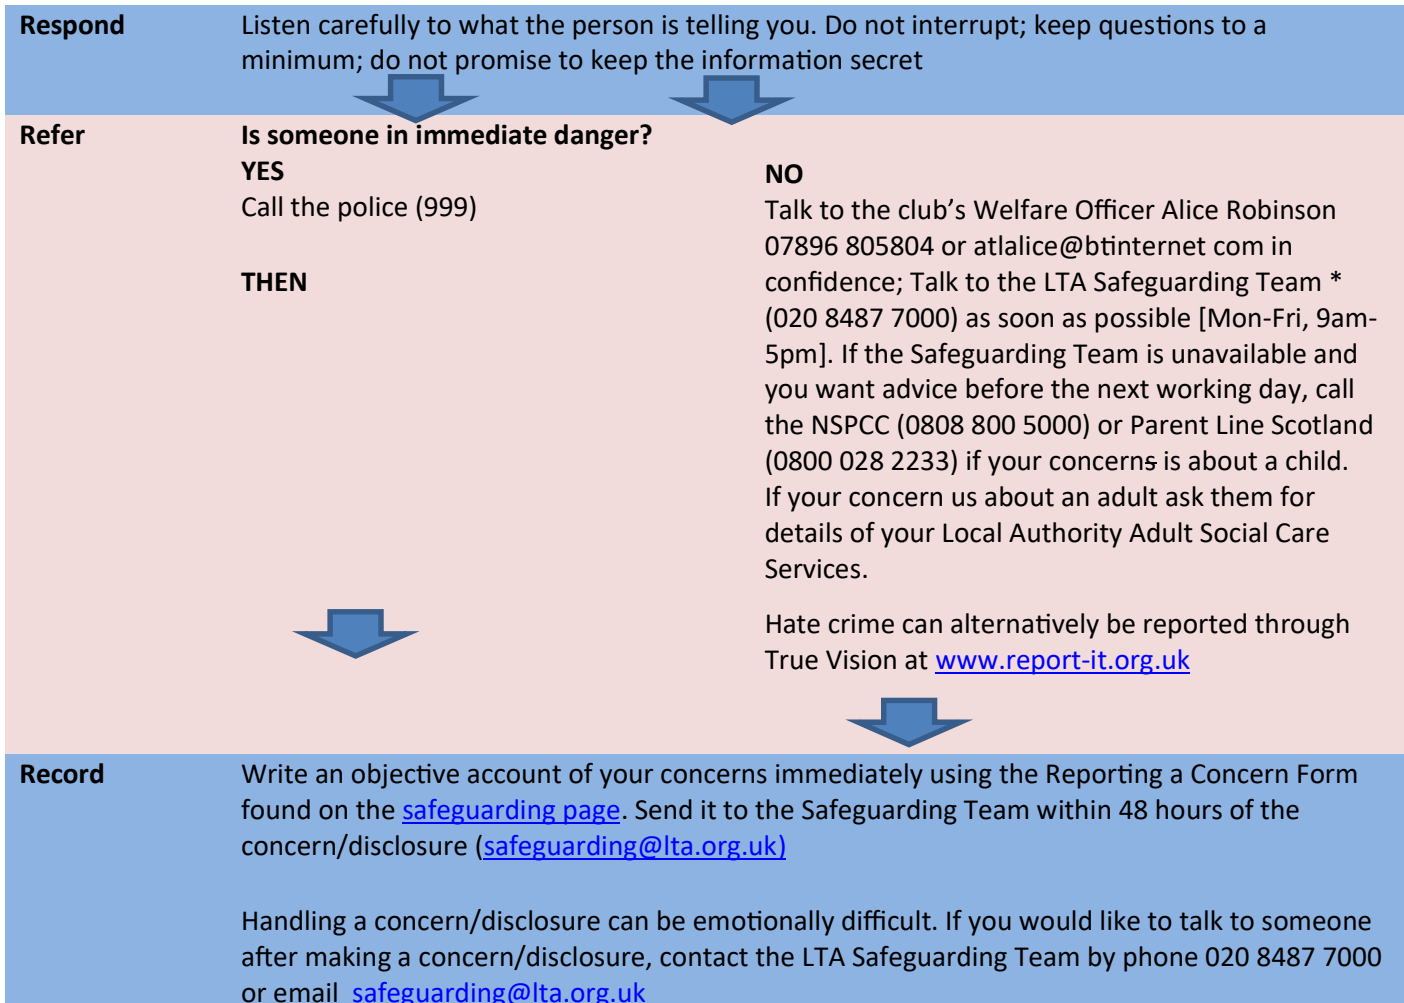 Respond
Listen carefully to what the person is telling you. Do not interrupt; keep questions to a
minimum; do not promise to keep the information secret
Refer
Is someone in immediate danger?
YES
Call the police (999)
THEN
NO
Talk to the club's Welfare Officer Alice Robinson
07896 805804 or atlalice@btinternet com in
confidence; Talk to the LTA Safeguarding Team *
(020 8487 7000) as soon as possible [Mon-Fri, 9am-
5pm]. If the Safeguarding Team is unavailable and
you want advice before the next working day, call
the NSPCC (0808 800 5000) or Parent Line Scotland
(0800 028 2233) if your concerns is about a child.
If your concern us about an adult ask them for
details of your Local Authority Adult Social Care
Services.
Hate crime can alternatively be reported through
True Vision at www.report-it.org.uk
Record
Write an objective account of your concerns immediately using the Reporting a Concern Form
found on the safeguarding page. Send it to the Safeguarding Team within 48 hours of the
concern/disclosure (safeguarding@lta.org.uk)
Handling a concern/disclosure can be emotionally difficult. If you would like to talk to someone
after making a concern/disclosure, contact the LTA Safeguarding Team by phone 020 8487 7000
or email safeguarding@lta.org.uk